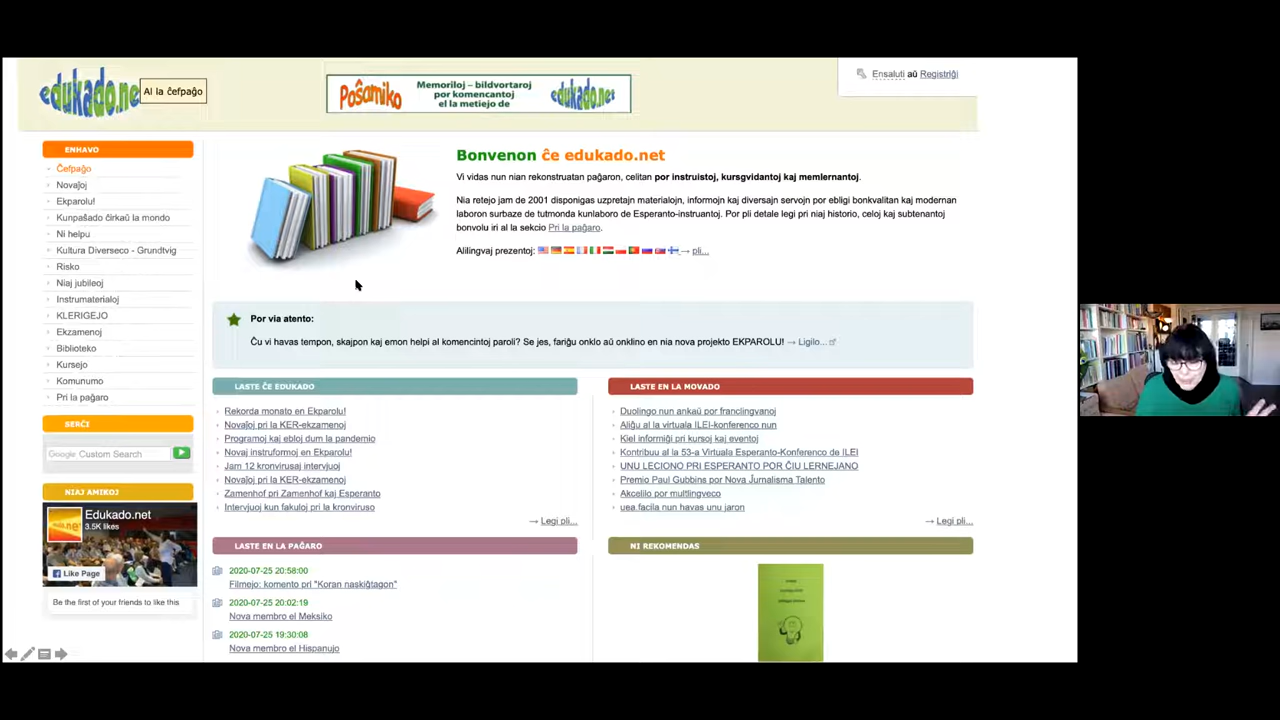 edukado.net
Al la ĉefpaĝo
Poŝamiko
Memoriloj – bildvortaroj
por komencantoj
el la metiejo de
edukado.net
Ensaluti aŭ Registriĝi
ENHAVO
Ĉefpaĝo
Novaĵoj
Ekparolu!
Kunpaŝado ĉirkaŭ la mondo
Ni helpu
Kultura Diverseco - Grundtvig
Risko
Niaj jubileoj
Instrumaterialoj
KLERIGEJO
Ekzamenoj
Biblioteko
Kursejo
Komunumo
Pri la paĝaro
SERĈI
Google Custom Search
NIAJ AMIKOJ
Edukado.net
3.5K likes
Like Page
Be the first of your friends to like this
Bonvenon ĉe edukado.net
Vi vidas nun nian rekonstruatan paĝaron, celitan por instruistoj, kursgvidantoj kaj memlernantoj.
Nia retejo jam de 2001 disponigas uzpretajn materialojn, informojn kaj diversajn servojn por ebligi bonkvalitan kaj modernan
laboron surbaze de tutmonda kunlaboro de Esperanto-instruantoj. Por pli detale legi pri niaj historio, celoj kaj subtenantoj
bonvolu iri al la sekcio Pri la paĝaro.
Alilingvaj prezentoj: → pli...
Por via atento:
Ĉu vi havas tempon, skajpon kaj emon helpi al komencintoj paroli? Se jes, fariĝu onklo aŭ onklino en nia nova projekto EKPAROLU! → Ligilo...
LASTE ĈE EDUKADO
Rekorda monato en Ekparolu!
Novaĵoj pri la KER-ekzamenoj
Programoj kaj ebloj dum la pandemio
Novaj instruformoj en Ekparolu!
Jam 12 kronvirusaj intervjuoj
Novaĵoj pri la KER-ekzamenoj
Zamenhof pri Zamenhof kaj Esperanto
Intervjuoj kun fakuloj pri la kronviruso
→ Legi pli...
LASTE EN LA MOVADO
Duolingo nun ankaŭ por franclingvanoj
Aliĝu al la virtuala ILEI-konferenco nun
Kiel informiĝi pri kursoj kaj eventoj
Kontribuu al la 53-a Virtuala Esperanto-Konferenco de ILEI
UNU LECIONO PRI ESPERANTO POR ĈIU LERNEJANO
Premio Paul Gubbins por Nova Ĵurnalisma Talento
Akcelilo por multlingveco
uea.facila nun havas unu jaron
→ Legi pli...
LASTE EN LA PAĜARO
2020-07-25 20:58:00
Filmejo: komento pri "Koran naskiĝtagon"
2020-07-25 20:02:19
Nova membro el Meksiko
2020-07-25 19:30:08
Nova membro el Hispanujo
NI REKOMENDAS